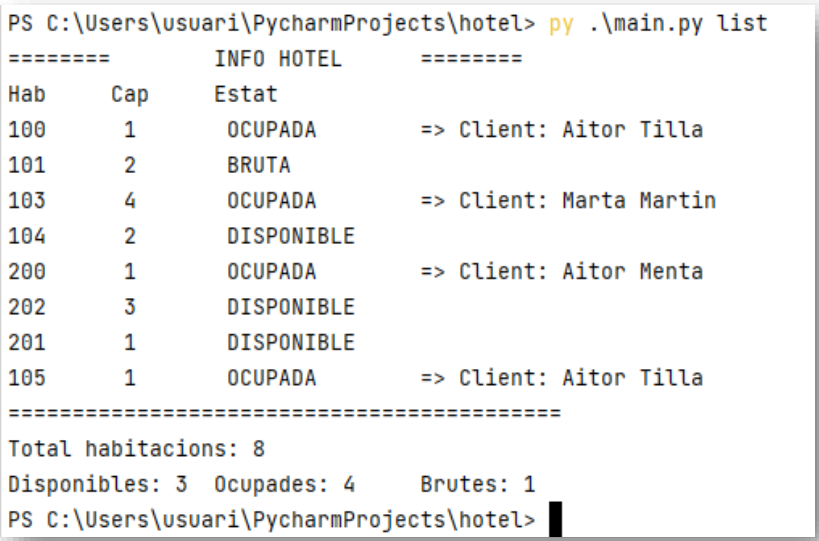 PS C:\Users\usuari\PycharmProjects\hotel> py .\main.py list
========        INFO HOTEL      ========
Hab     Cap     Estat
100      1       OCUPADA        => Client: Aitor Tilla
101      2       BRUTA
103      4       OCUPADA        => Client: Marta Martin
104      2       DISPONIBLE
200      1       OCUPADA        => Client: Aitor Menta
202      3       DISPONIBLE
201      1       DISPONIBLE
105      1       OCUPADA        => Client: Aitor Tilla
===========================================
Total habitacions: 8
Disponibles: 3  Ocupades: 4     Brutes: 1
PS C:\Users\usuari\PycharmProjects\hotel>